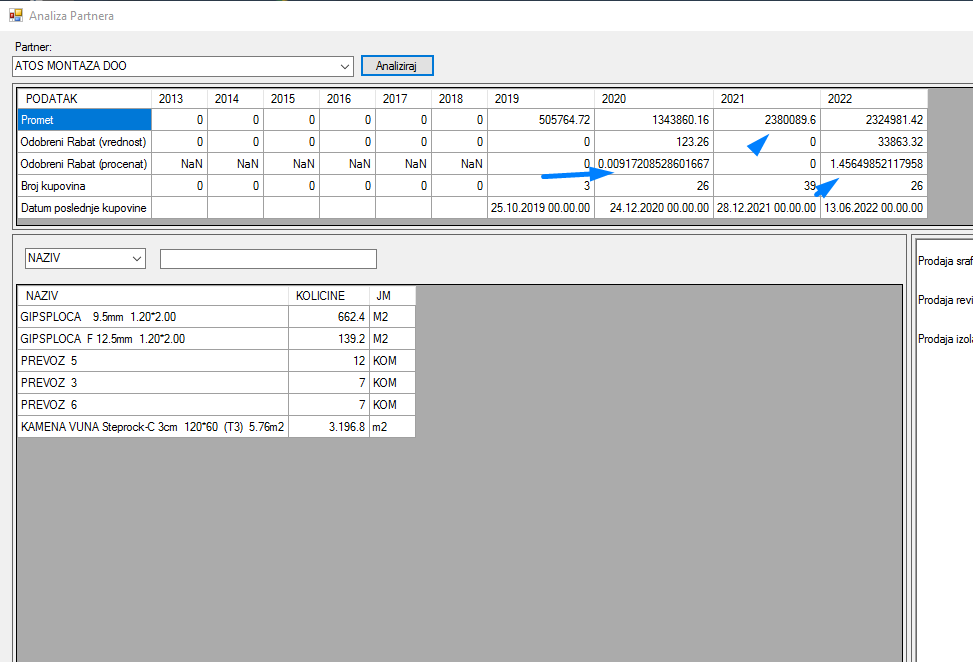 Analiza Partnera
Partner:
ATOS MONTAZA DOO Analiziraj
PODATAK 2013 2014 2015 2016 2017 2018 2019 2020 2021 2022
Promet 0 0 0 0 0 0 505764.72 1343860.16 2380089.6 2324981.42
Odobreni Rabat (vrednost) 0 0 0 0 0 0 0 123.26 0 33863.32
Odobreni Rabat (procenat) NaN NaN NaN NaN NaN NaN 0 0.00917208528601667 0 1.45649852117958
Broj kupovina 0 0 0 0 0 0 3 26 39 26
Datum poslednje kupovine 25.10.2019 00.00.00 24.12.2020 00.00.00 28.12.2021 00.00.00 13.06.2022 00.00.00
NAZIV
Prodaja sraf
Prodaja revi
Prodaja izola
NAZIV KOLICINE JM
GIPSPLOCA 9.5mm 1.20*2.00 662.4 M2
GIPSPLOCA F 12.5mm 1.20*2.00 139.2 M2
PREVOZ 5 12 KOM
PREVOZ 3 7 KOM
PREVOZ 6 7 KOM
KAMENA VUNA Steprock-C 3cm 120*60 (T3) 5.76m2 3.196.8 m2